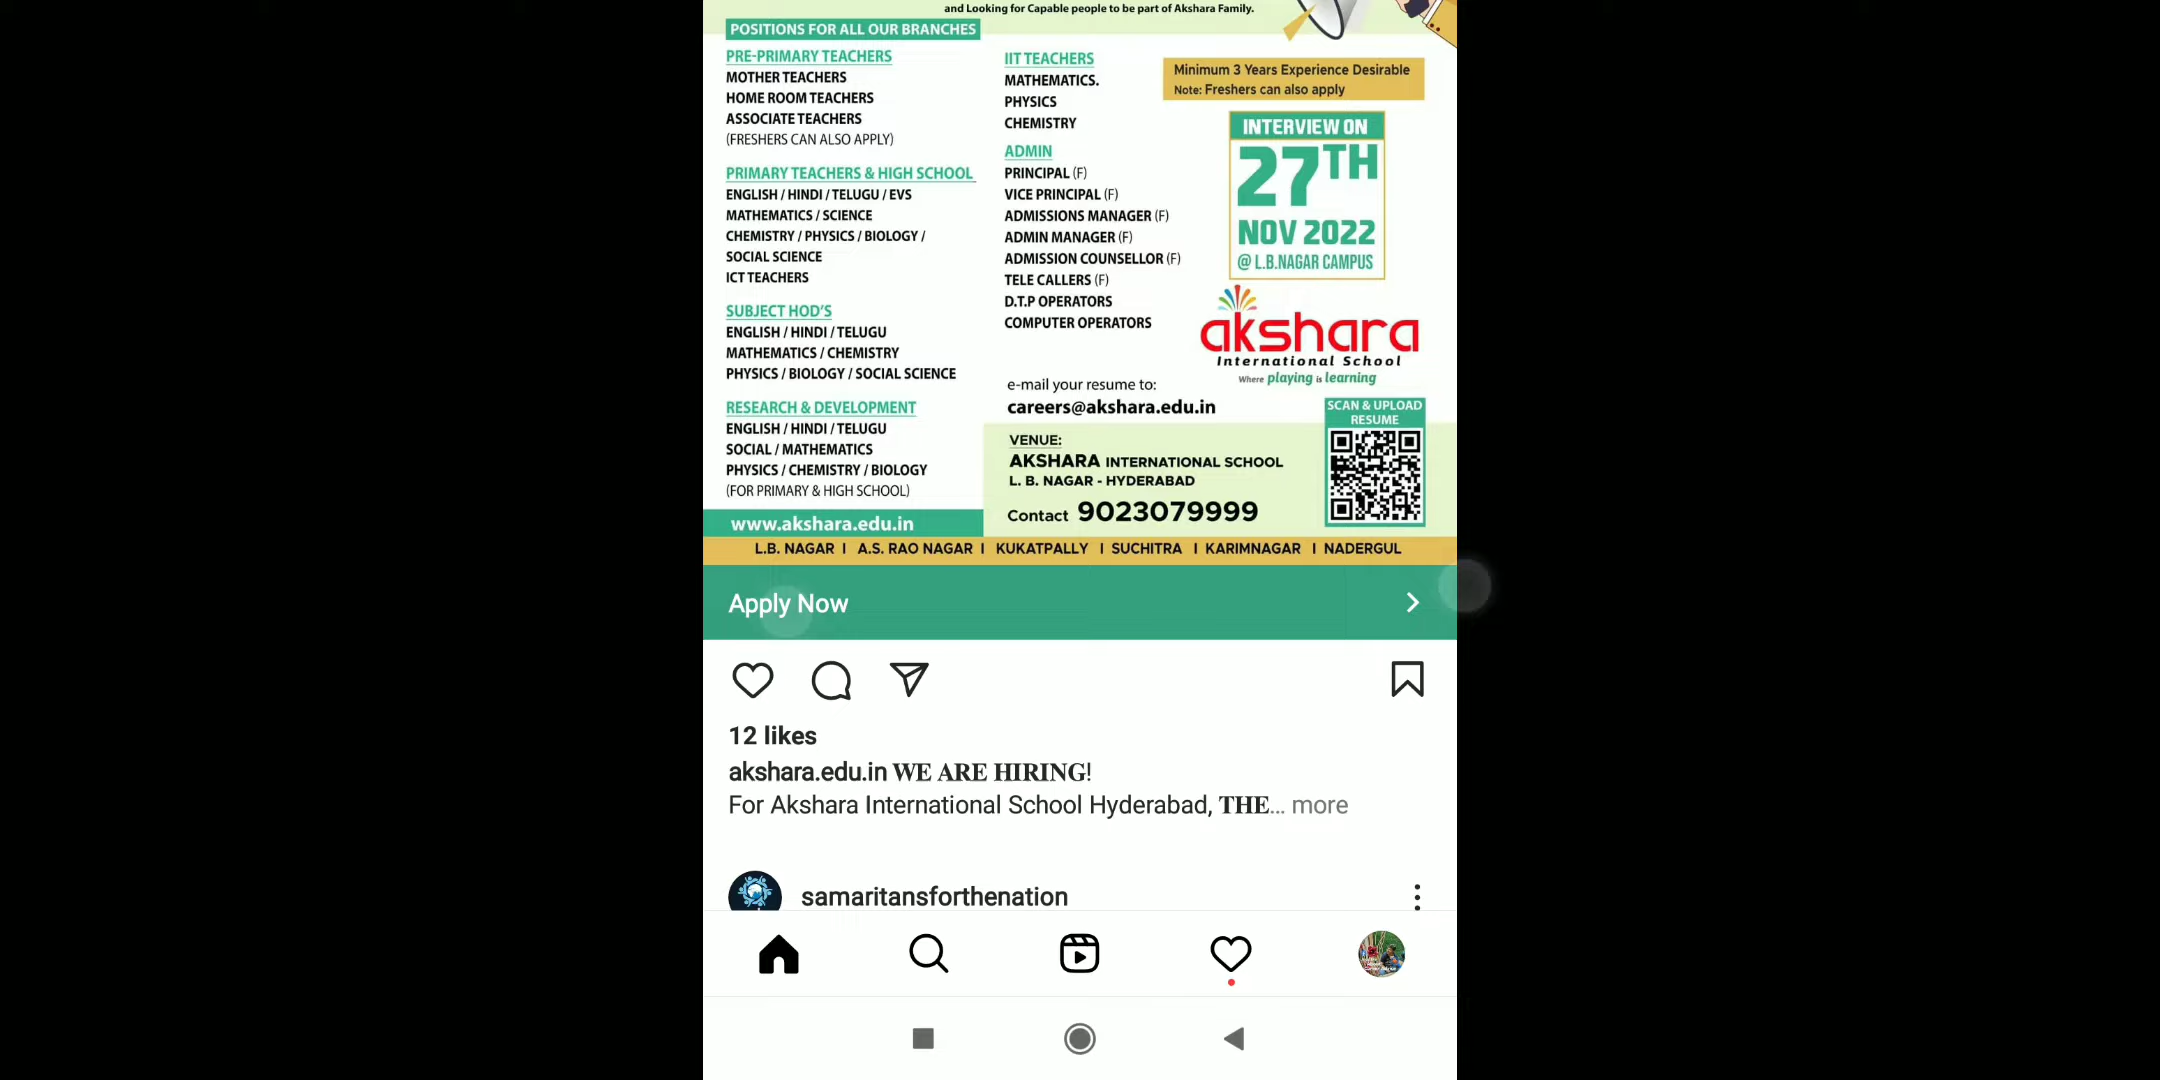 and Looking for Capable people to be part of Akshara Family.
POSITIONS FOR ALL OUR BRANCHES
PRE-PRIMARY TEACHERS
MOTHER TEACHERS
HOME ROOM TEACHERS
ASSOCIATE TEACHERS
(FRESHERS CAN ALSO APPLY)
PRIMARY TEACHERS & HIGH SCHOOL
ENGLISH / HINDI / TELUGU / EVS
MATHEMATICS / SCIENCE
CHEMISTRY / PHYSICS / BIOLOGY /
SOCIAL SCIENCE
ICT TEACHERS
SUBJECT HOD'S
ENGLISH / HINDI / TELUGU
MATHEMATICS / CHEMISTRY
PHYSICS / BIOLOGY / SOCIAL SCIENCE
RESEARCH & DEVELOPMENT
ENGLISH / HINDI / TELUGU
SOCIAL / MATHEMATICS
PHYSICS / CHEMISTRY / BIOLOGY
(FOR PRIMARY & HIGH SCHOOL)
www.akshara.edu.in
IIT TEACHERS
MATHEMATICS.
PHYSICS
CHEMISTRY
ADMIN
PRINCIPAL (F)
VICE PRINCIPAL (F)
ADMISSIONS MANAGER (F)
ADMIN MANAGER (F)
ADMISSION COUNSELLOR (F)
TELE CALLERS (F)
D.T.P OPERATORS
COMPUTER OPERATORS
Minimum 3 Years Experience Desirable
Note: Freshers can also apply
INTERVIEW ON
27TH
NOV 2022
@ L.B.NAGAR CAMPUS
akshara
International School
Where playing is learning
e-mail your resume to:
careers@akshara.edu.in
SCAN & UPLOAD
RESUME
VENUE:
AKSHARA INTERNATIONAL SCHOOL
L. B. NAGAR - HYDERABAD
Contact 9023079999
L.B. NAGAR I A.S. RAO NAGAR I KUKATPALLY I SUCHITRA I KARIMNAGAR I NADERGUL
Apply Now
12 likes
akshara.edu.in WE ARE HIRING!
For Akshara International School Hyderabad, THE... more
samaritansforthenation